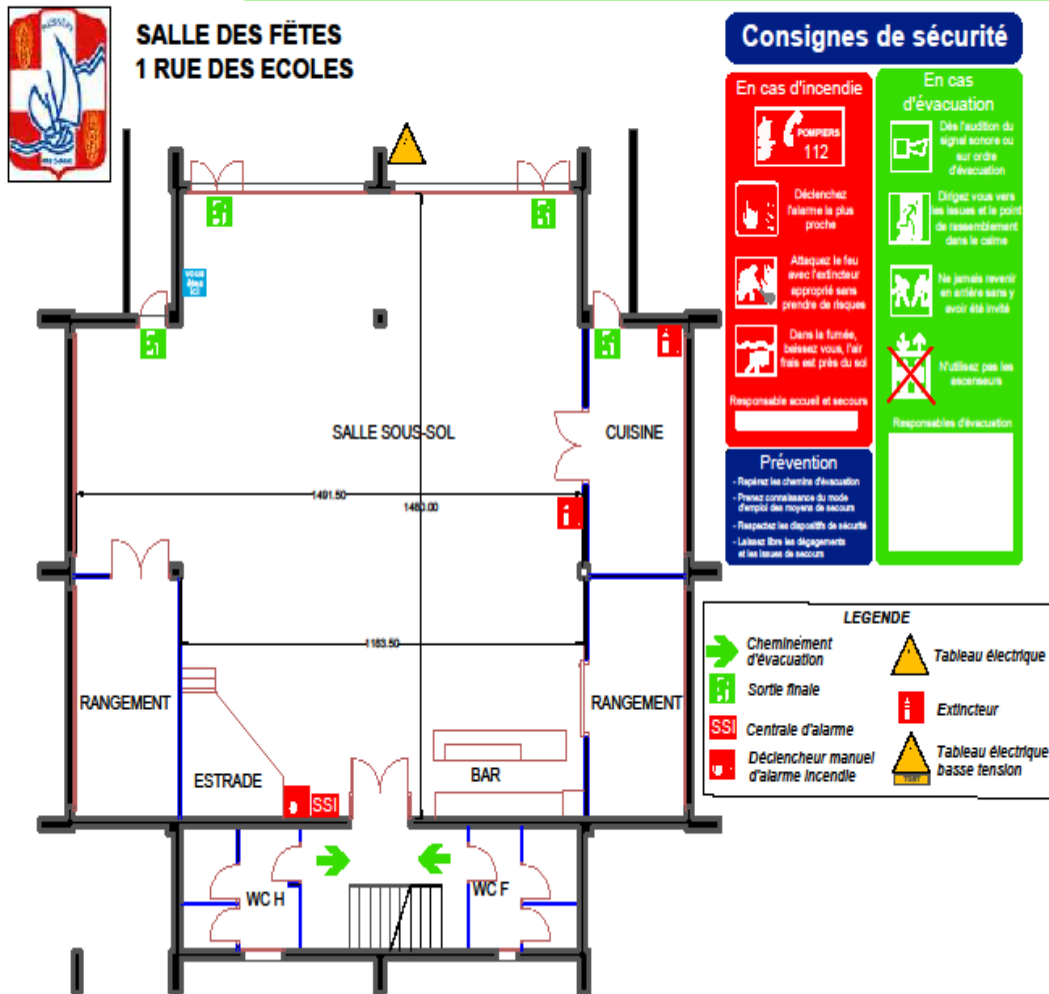 SALLE DES FËTES
1 RUE DES ECOLES
Consignes de sécurité
En cas d'incendie
POMPIERS
112
Déclenchez
l'alarme la plus
proche
Attaquez le feu
avec l'extincteur
approprié sans
prendre de risques
Dans la fumée,
baissez vous, l'air
frais est près du sol
Responsable accueil et secours
En cas
d'évacuation
Dès l'audition du
signal sonore ou
sur ordre
d'évacuation
Dirigez vous vers
les issues et le point
de rassemblement
dans le calme
Ne jamais revenir
en arrière sans y
avoir été invité
N'utilisez pas les
ascenseurs
Responsables d'évacuation
Prévention
- Repérez les chemins d'évacuation
- Prenez connaissance du mode
d'emploi des moyens de secours
- Respectez les dispositifs de sécurité
- Laissez libre les dégagements
et les issues de secours
vous
êtes
ici
SALLE SOUS-SOL
CUISINE
1491.50
1480.00
1183.50
RANGEMENT
RANGEMENT
ESTRADE
BAR
SSI
WC H
WC F
LEGENDE
Cheminement
d'évacuation
Tableau électrique
Sortie finale
Extincteur
SSI
Centrale d'alarme
Déclencheur manuel
d'alarme incendie
Tableau électrique
basse tension
TGBT